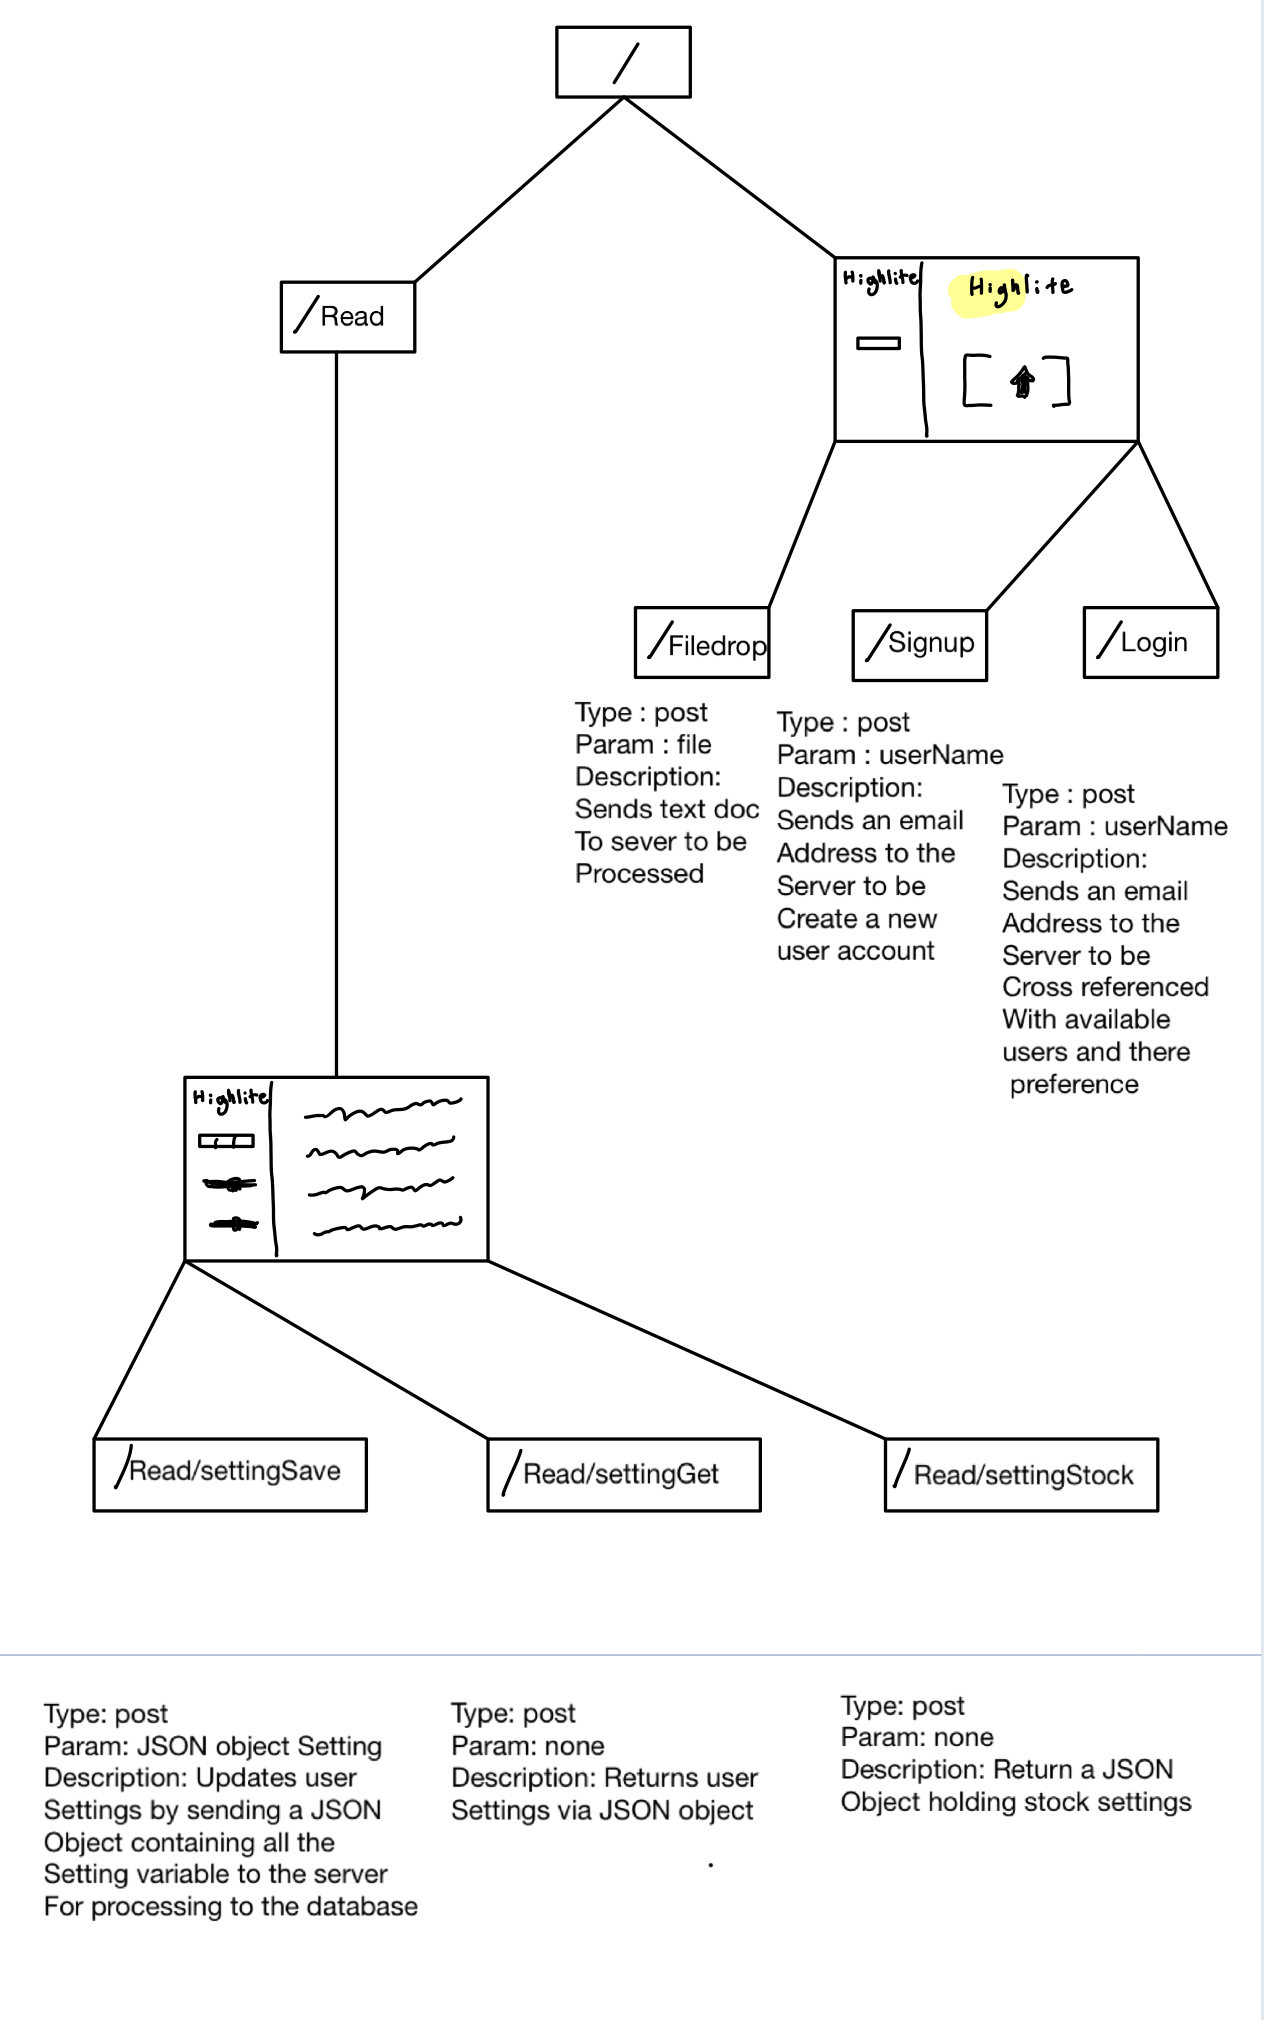 /
/Read
Highlite
Highlite
/Filedrop
/Signup
/Login
Type : post
Param : file
Description:
Sends text doc
To sever to be
Processed
Type : post
Param : userName
Description:
Sends an email
Address to the
Server to be
Create a new
user account
Type : post
Param : userName
Description:
Sends an email
Address to the
Server to be
Cross referenced
With available
users and there
preference
Highlite
/Read/settingSave
/Read/settingGet
/Read/settingStock
Type: post
Param: JSON object Setting
Description: Updates user
Settings by sending a JSON
Object containing all the
Setting variable to the server
For processing to the database
Type: post
Param: none
Description: Returns user
Settings via JSON object
Type: post
Param: none
Description: Return a JSON
Object holding stock settings